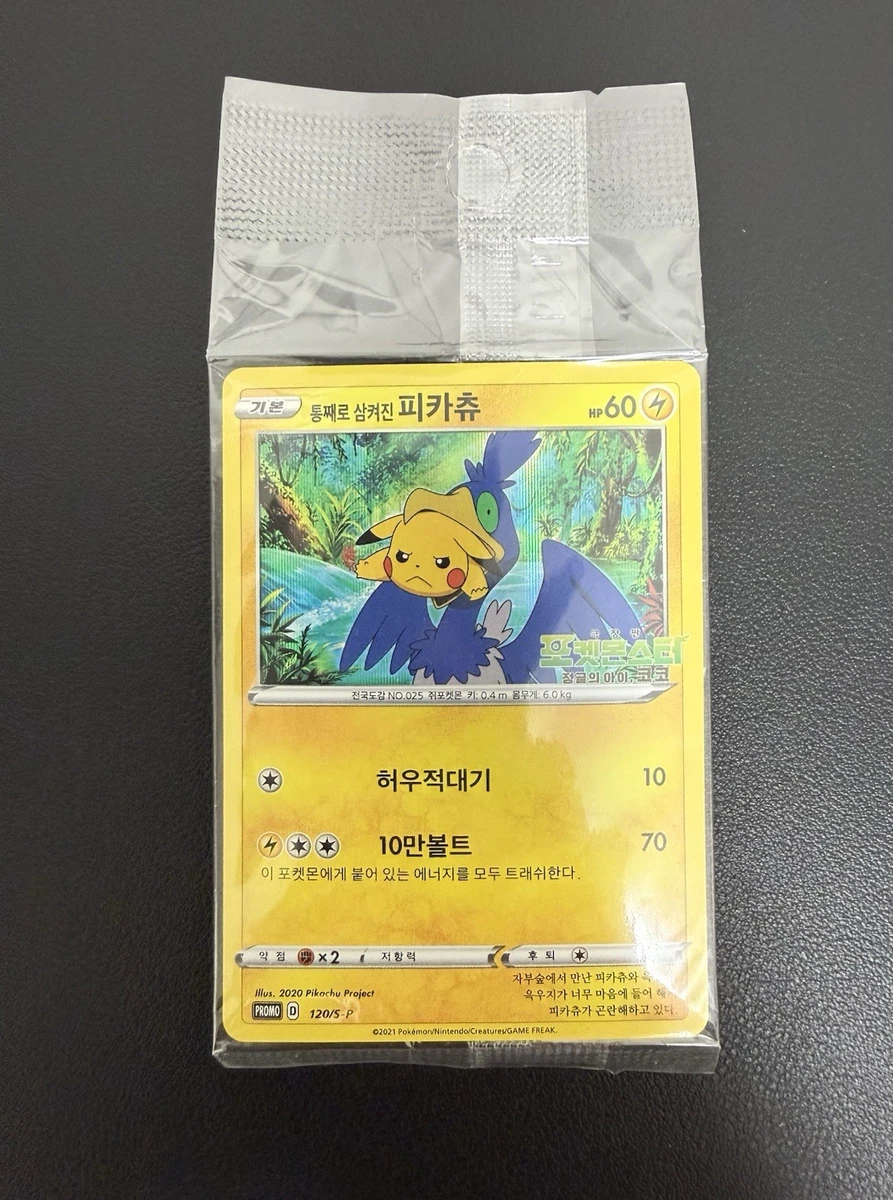 기본 통째로 삼켜진 피카츄 HP 60
극장판
포켓몬스터
정글의 아이, 코코
전국도감 NO.025 쥐포켓몬 키: 0.4 m 몸무게: 6.0 kg
허우적대기 10
10만볼트 70
이 포켓몬에게 붙어 있는 에너지를 모두 트래쉬한다.
약점 ×2 저항력 후퇴
자부숲에서 만난 피카츄와
윽우지가 너무 마음에 들어
피카츄가 곤란해하고 있다.
Illus. 2020 Pikachu Project
PROMO D 120/S-P
©2021 Pokémon/Nintendo/Creatures/GAME FREAK.